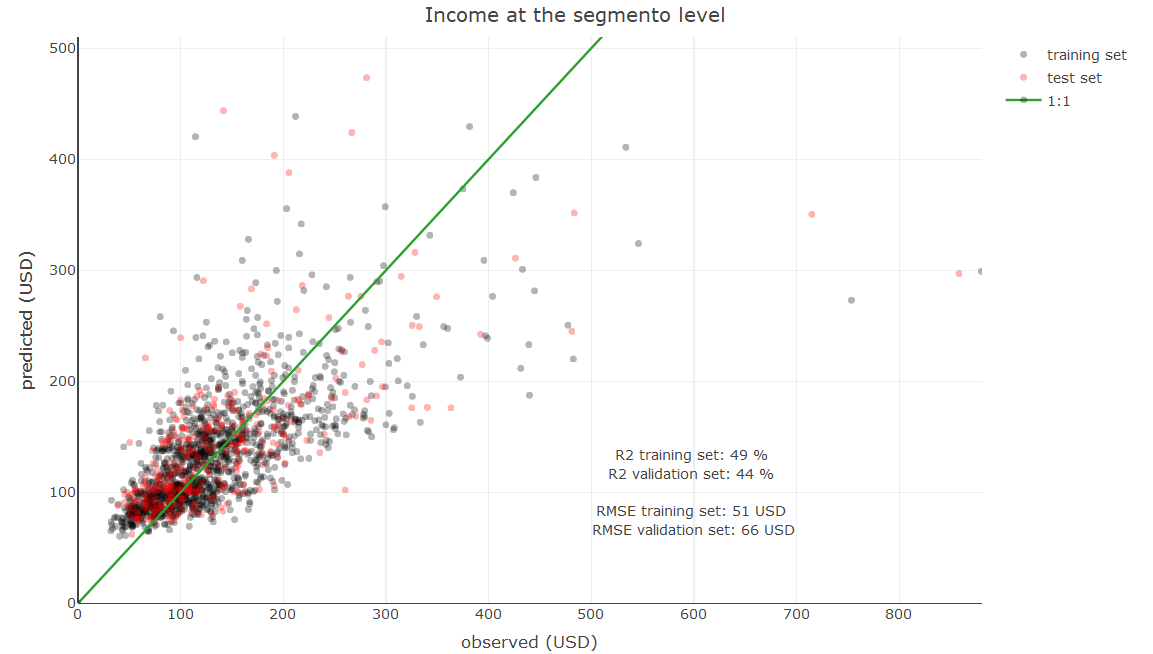 Income at the segmento level
training set
test set
1:1
500
400
300
200
100
0
predicted (USD)
R2 training set: 49 %
R2 validation set: 44 %
RMSE training set: 51 USD
RMSE validation set: 66 USD
0 100 200 300 400 500 600 700 800
observed (USD)